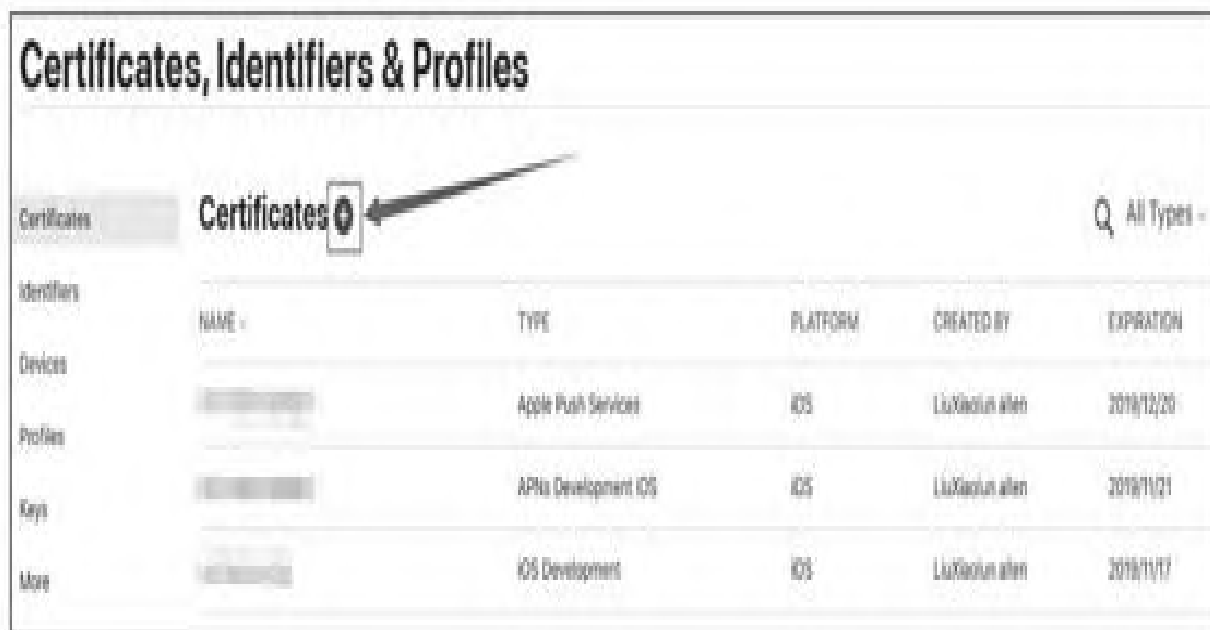 Certificates, Identifiers & Profiles
Certificates
Certificates
All Types
Identifiers
NAME TYPE PLATFORM CREATED BY EXPIRATION
Devices
Apple Push Services iOS 2019/12/20
Profiles
APNs Development iOS iOS 2019/11/21
Keys
iOS Development iOS 2019/11/17
More